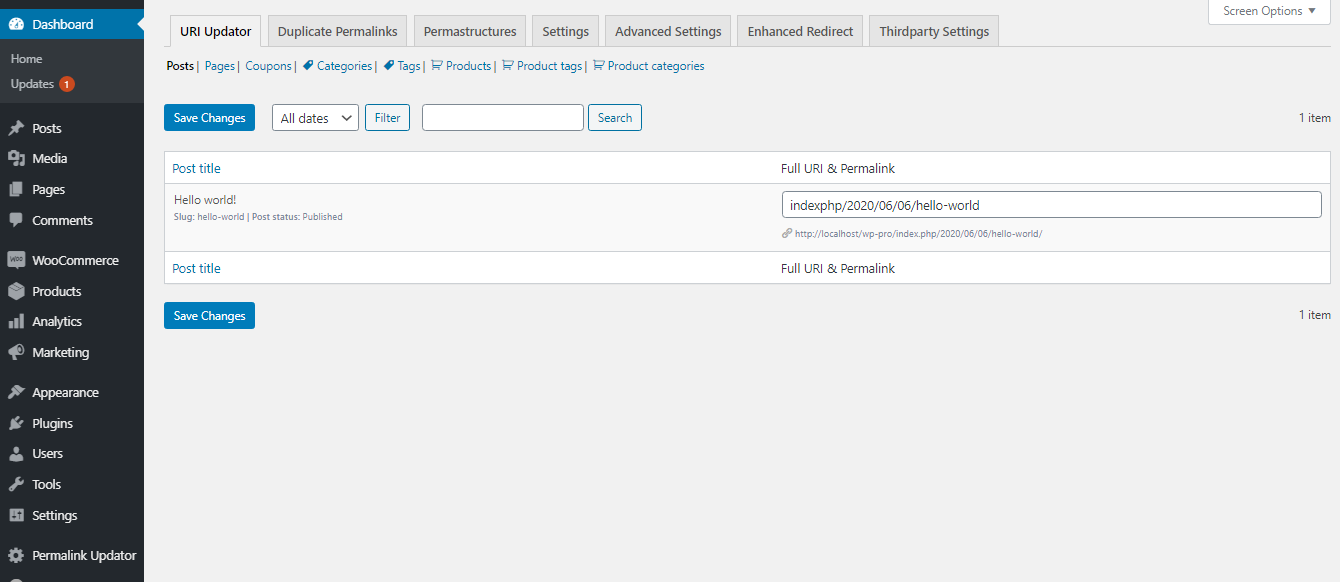 Dashboard
Home
Updates 1
Posts
Media
Pages
Comments
WooCommerce
Products
Analytics
Marketing
Appearance
Plugins
Users
Tools
Settings
Permalink Updator
Screen Options ▼
URI Updator Duplicate Permalinks Permastructures Settings Advanced Settings Enhanced Redirect Thirdparty Settings
Posts | Pages | Coupons | Categories | Tags | Products | Product tags | Product categories
Save Changes All dates Filter Search 1 item
Post title Full URI & Permalink
Hello world! indexphp/2020/06/06/hello-world
Slug: hello-world | Post status: Published
http://localhost/wp-pro/index.php/2020/06/06/hello-world/
Post title Full URI & Permalink
Save Changes 1 item